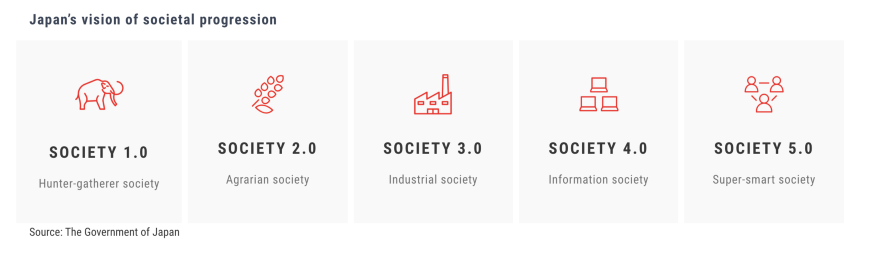 Japan’s vision of societal progression
SOCIETY 1.0
Hunter-gatherer society
SOCIETY 2.0
Agrarian society
SOCIETY 3.0
Industrial society
SOCIETY 4.0
Information society
SOCIETY 5.0
Super-smart society
Source: The Government of Japan